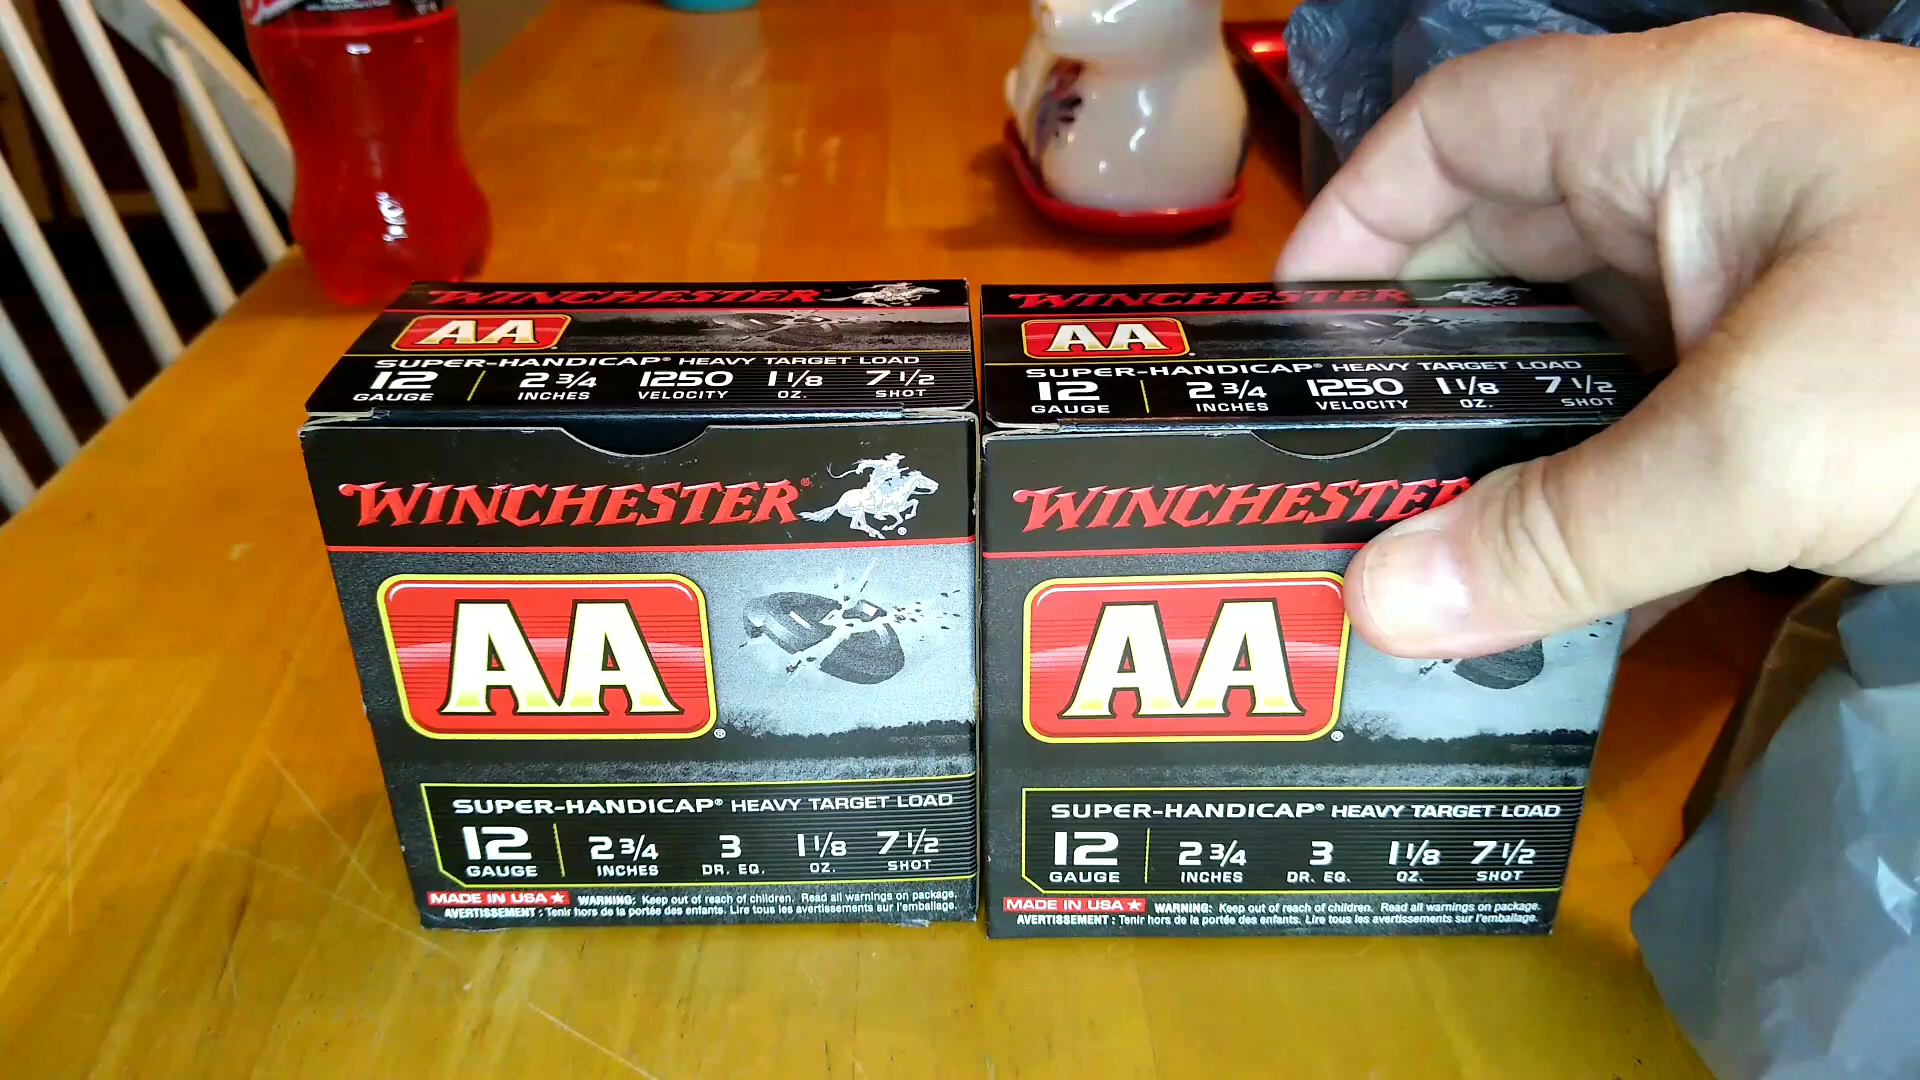 WINCHESTER
AA
SUPER-HANDICAP® HEAVY TARGET LOAD
12 2 3/4 1250 1 1/8 7 1/2
GAUGE INCHES VELOCITY OZ. SHOT
WINCHESTER®
AA®
SUPER-HANDICAP® HEAVY TARGET LOAD
12 2 3/4 3 1 1/8 7 1/2
GAUGE INCHES DR. EQ. OZ. SHOT
MADE IN USA★ WARNING: Keep out of reach of children. Read all warnings on package.
AVERTISSEMENT : Tenir hors de la portée des enfants. Lire tous les avertissements sur l'emballage.
WINCHESTER
AA
SUPER-HANDICAP® HEAVY TARGET LOAD
12 2 3/4 1250 1 1/8 7 1/2
GAUGE INCHES VELOCITY OZ. SHOT
WINCHESTER
AA®
SUPER-HANDICAP® HEAVY TARGET LOAD
12 2 3/4 3 1 1/8 7 1/2
GAUGE INCHES DR. EQ. OZ. SHOT
MADE IN USA★ WARNING: Keep out of reach of children. Read all warnings on package.
AVERTISSEMENT : Tenir hors de la portée des enfants. Lire tous les avertissements sur l'emballage.